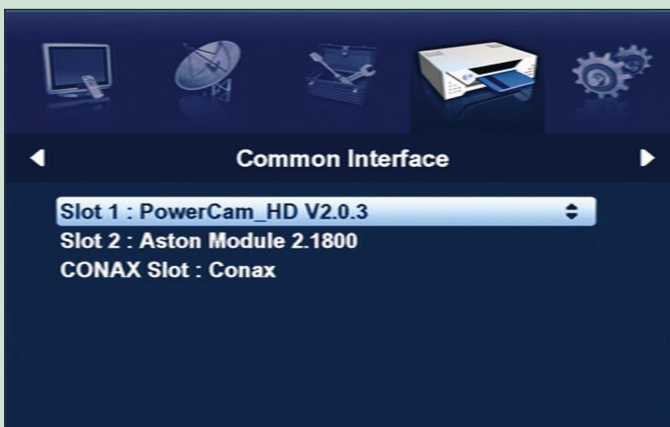 Common Interface
Slot 1 : PowerCam_HD V2.0.3
Slot 2 : Aston Module 2.1800
CONAX Slot : Conax